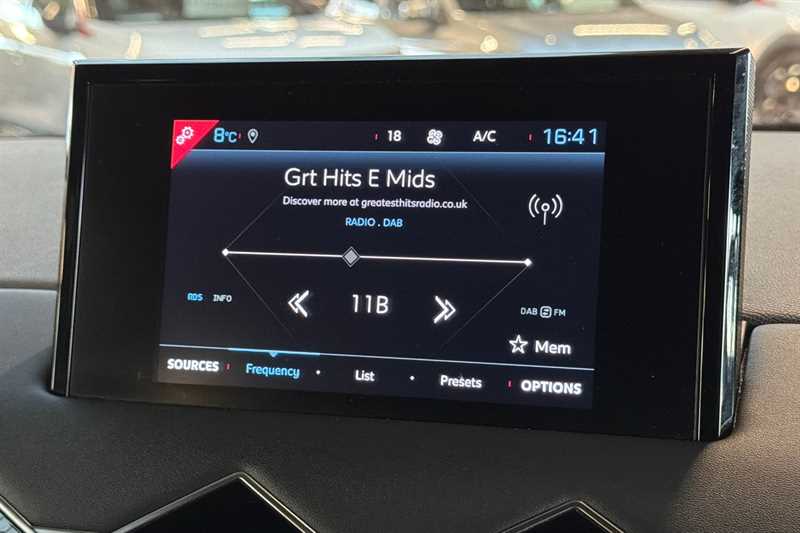 8°C 18 A/C 16:41
Grt Hits E Mids
Discover more at greatesthitsradio.co.uk
RADIO . DAB
11B
RDS INFO DAB FM
Mem
SOURCES Frequency List Presets OPTIONS